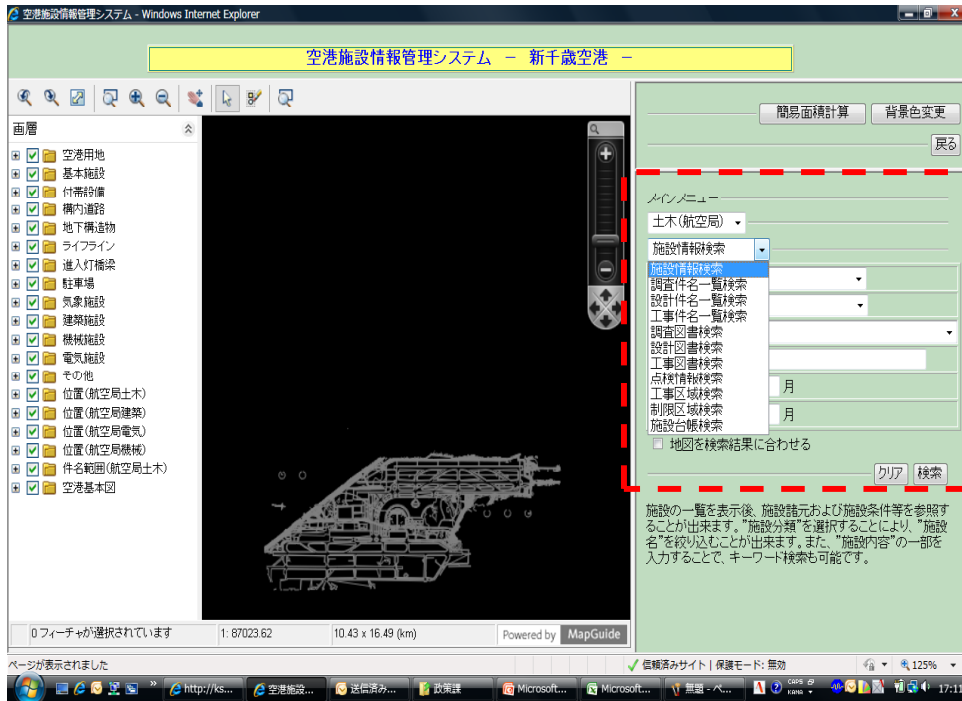 空港施設情報管理システム - Windows Internet Explorer
空港施設情報管理システム － 新千歳空港 －
簡易面積計算
背景色変更
戻る
画層
空港用地
基本施設
付帯設備
構内道路
地下構造物
ライフライン
進入灯橋梁
駐車場
気象施設
建築施設
機械施設
電気施設
その他
位置(航空局土木)
位置(航空局建築)
位置(航空局電気)
位置(航空局機械)
件名範囲(航空局土木)
空港基本図
メインメニュー
土木(航空局)
施設情報検索
施設情報検索
調査件名一覧検索
設計件名一覧検索
工事件名一覧検索
調査図書検索
設計図書検索
工事図書検索
点検情報検索
工事区域検索
制限区域検索
施設台帳検索
月
月
地図を検索結果に合わせる
クリア
検索
施設の一覧を表示後、施設諸元および施設条件等を参照す
ることが出来ます。"施設分類"を選択することにより、"施設
名"を絞り込むことが出来ます。また、"施設内容"の一部を
入力することで、キーワード検索も可能です。
0 フィーチャが選択されています
1: 87023.62
10.43 x 16.49 (km)
Powered by MapGuide
ページが表示されました
信頼済みサイト | 保護モード: 無効
125%
http://ks...
空港施設...
送信済み...
政策課
Microsoft...
Microsoft...
無題 - ペ...
A
CAPS
KANA
17:11